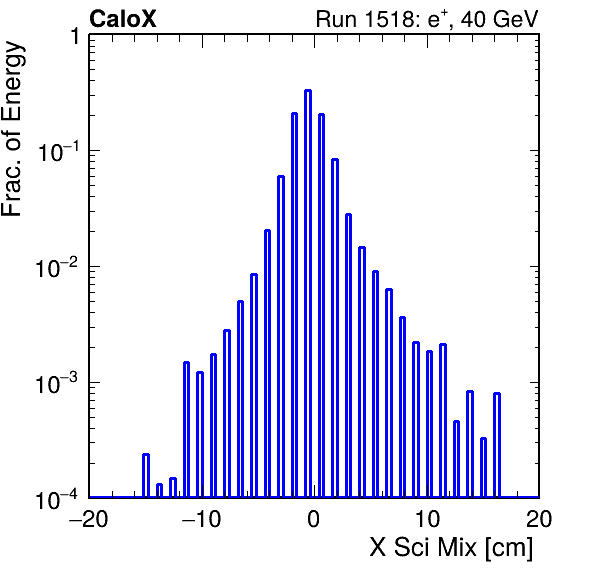 CaloX Run 1518: e⁺, 40 GeV
Frac. of Energy
1
10⁻¹
10⁻²
10⁻³
10⁻⁴
−20 −10 0 10 20
X Sci Mix [cm]